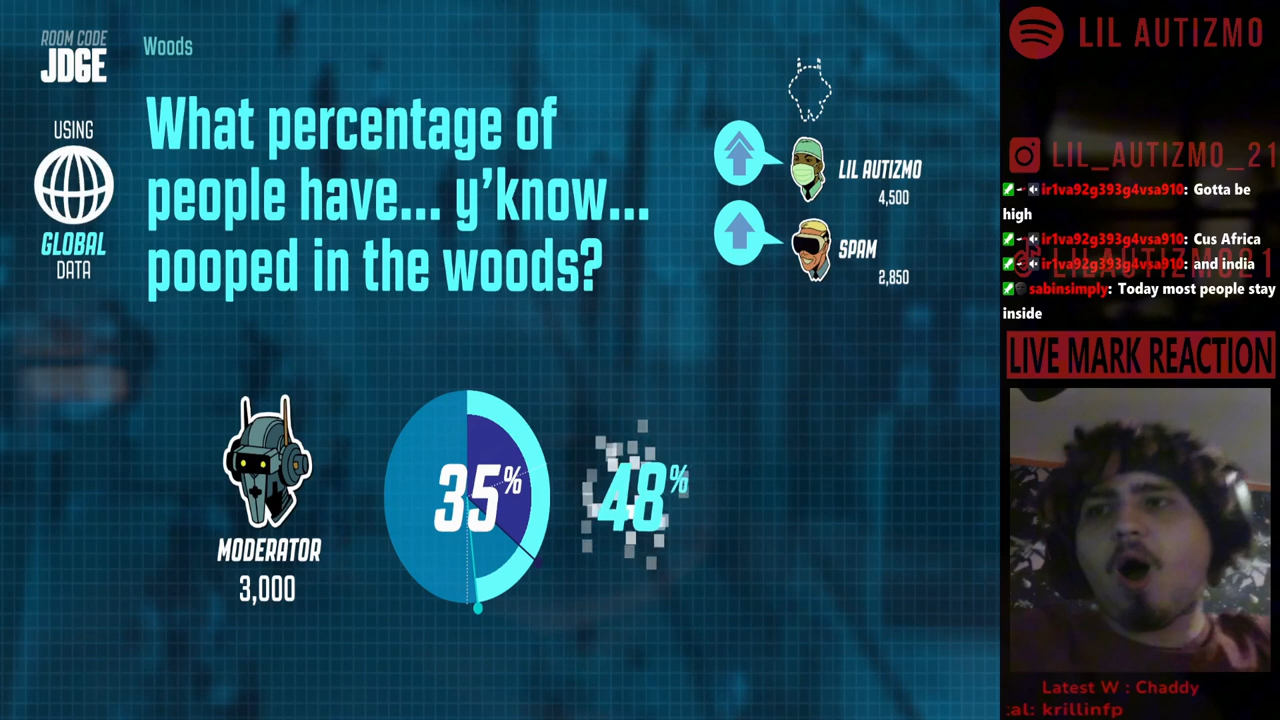 ROOM CODE
JDGE
USING
GLOBAL
DATA
Woods
What percentage of
people have... y'know...
pooped in the woods?
LIL AUTIZMO
4,500
SPAM
2,850
MODERATOR
3,000
35%
48%
LIL AUTIZMO
LIL_AUTIZMO_21
ir1va92g393g4vsa910: Gotta be
high
ir1va92g393g4vsa910: Cus Africa
ir1va92g393g4vsa910: and india
LILAUTIZMO21
sabinsimply: Today most people stay
inside
LIVE MARK REACTION
Latest W : Chaddy
al: krillinfp